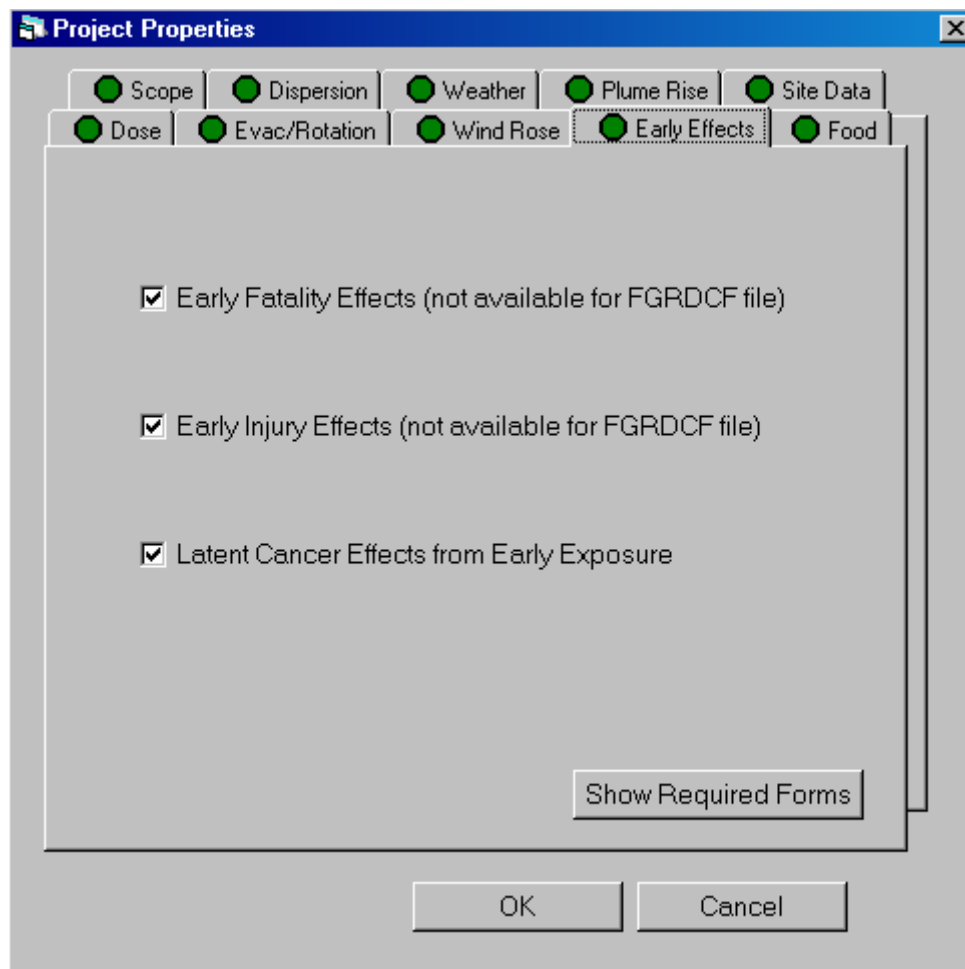 Project Properties
Scope Dispersion Weather Plume Rise Site Data
Dose Evac/Rotation Wind Rose Early Effects Food
Early Fatality Effects (not available for FGRDCF file)
Early Injury Effects (not available for FGRDCF file)
Latent Cancer Effects from Early Exposure
Show Required Forms
OK Cancel